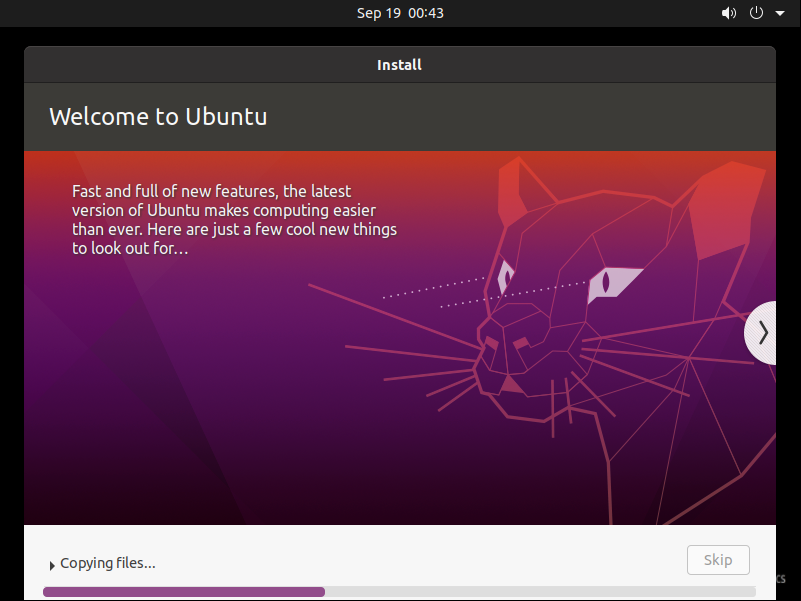 Sep 19 00:43
Install
Welcome to Ubuntu
Fast and full of new features, the latest
version of Ubuntu makes computing easier
than ever. Here are just a few cool new things
to look out for…
Copying files...
Skip
cs